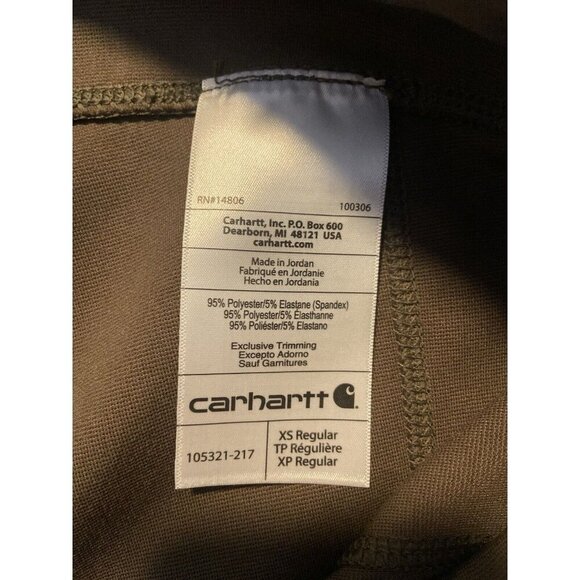 RN#14806 100306
Carhartt, Inc. P.O. Box 600
Dearborn, MI 48121 USA
carhartt.com
Made in Jordan
Fabriqué en Jordanie
Hecho en Jordania
95% Polyester/5% Elastane (Spandex)
95% Polyester/5% Élasthanne
95% Poliéster/5% Elastano
Exclusive Trimming
Excepto Adorno
Sauf Garnitures
carhartt
105321-217
XS Regular
TP Régulière
XP Regular